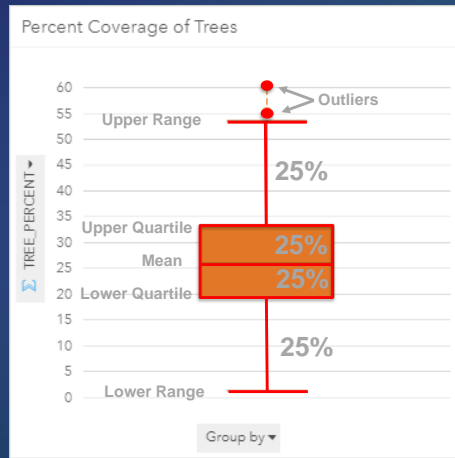 Percent Coverage of Trees
60
Outliers
55
Upper Range
50
45
25%
40
TREE_PERCENT
35
Upper Quartile
30
25%
Mean
25
25%
Lower Quartile
20
15
25%
10
5
Lower Range
0
Group by